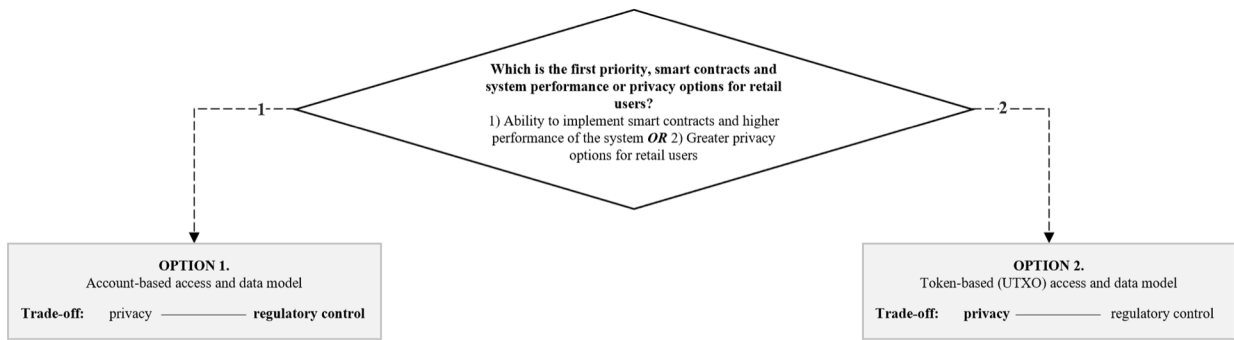 Which is the first priority, smart contracts and
system performance or privacy options for retail
users?
1) Ability to implement smart contracts and higher
performance of the system OR 2) Greater privacy
options for retail users
1
2
OPTION 1.
Account-based access and data model
Trade-off: privacy regulatory control
OPTION 2.
Token-based (UTXO) access and data model
Trade-off: privacy regulatory control